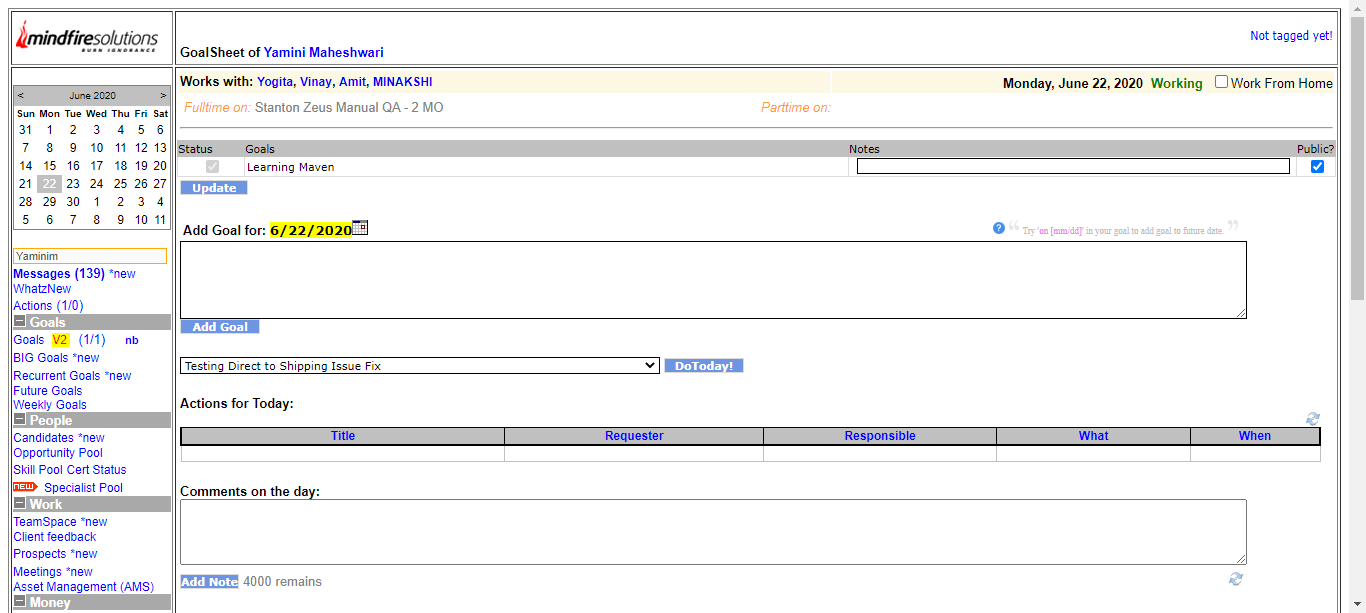 mindfiresolutions
BURN IGNORANCE
GoalSheet of Yamini Maheshwari
Not tagged yet!
< June 2020 >
Sun Mon Tue Wed Thu Fri Sat
31 1 2 3 4 5 6
7 8 9 10 11 12 13
14 15 16 17 18 19 20
21 22 23 24 25 26 27
28 29 30 1 2 3 4
5 6 7 8 9 10 11
Yaminim
Messages (139) *new
WhatzNew
Actions (1/0)
Goals
Goals V2 (1/1) nb
BIG Goals *new
Recurrent Goals *new
Future Goals
Weekly Goals
People
Candidates *new
Opportunity Pool
Skill Pool Cert Status
NEW Specialist Pool
Work
TeamSpace *new
Client feedback
Prospects *new
Meetings *new
Asset Management (AMS)
Money
Works with: Yogita, Vinay, Amit, MINAKSHI
Monday, June 22, 2020 Working Work From Home
Fulltime on: Stanton Zeus Manual QA - 2 MO
Parttime on:
Status Goals Notes Public?
Learning Maven
Update
Add Goal for: 6/22/2020
? “ Try 'on [mm/dd]' in your goal to add goal to future date. ”
Add Goal
Testing Direct to Shipping Issue Fix
DoToday!
Actions for Today:
Title Requester Responsible What When
Comments on the day:
Add Note 4000 remains